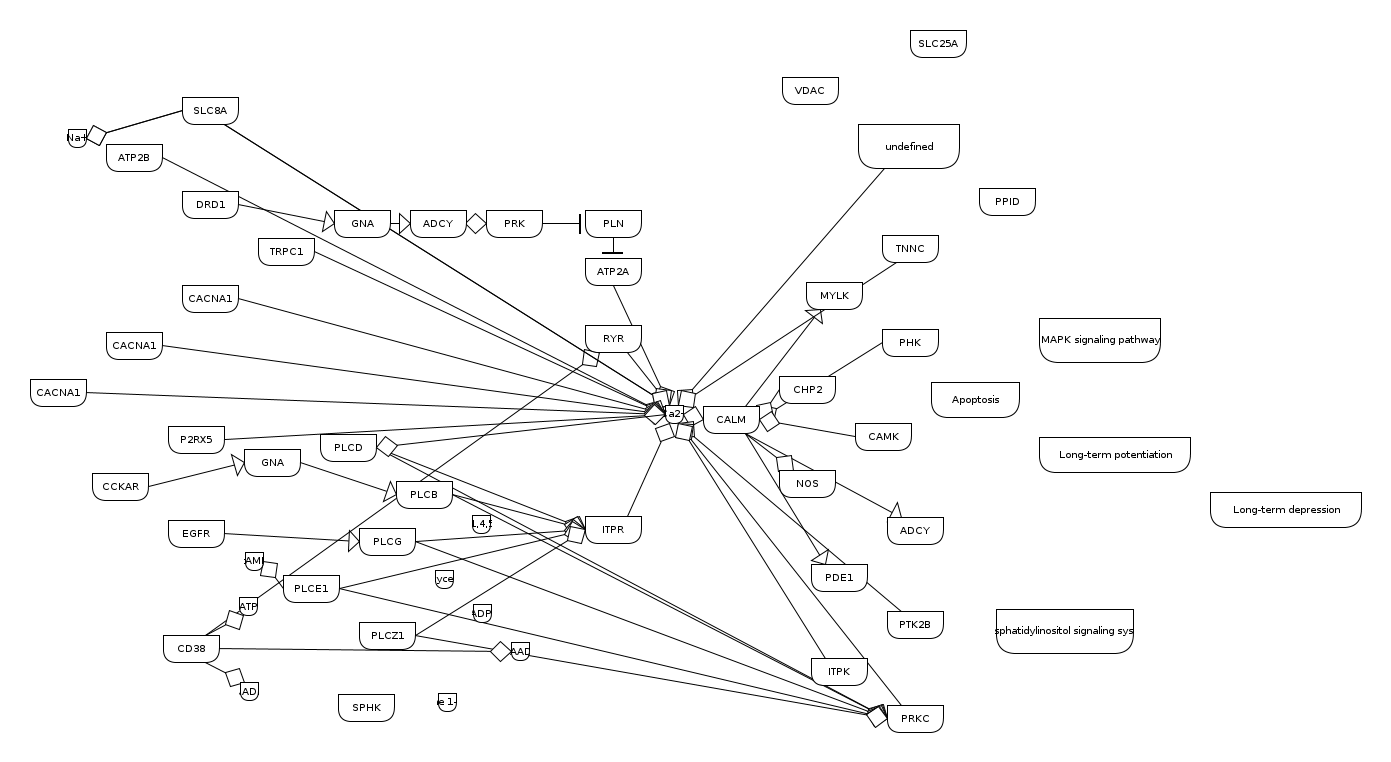 SLC25A
VDAC
SLC8A
Na+
undefined
ATP2B
PPID
DRD1
GNA
ADCY
PRK
PLN
TRPC1
TNNC
ATP2A
CACNA1
MYLK
RYR
PHK
MAPK signaling pathway
CACNA1
CACNA1
CHP2
Apoptosis
a2+
CALM
P2RX5
PLCD
CAMK
GNA
Long-term potentiation
CCKAR
PLCB
NOS
Long-term depression
1,4,5
ITPR
ADCY
EGFR
PLCG
AMI
PLCE1
yce
PDE1
ATP
ADP
PTK2B
PLCZ1
sphatidylinositol signaling sys
CD38
AAD
ITPK
AD
SPHK
e 1-
PRKC